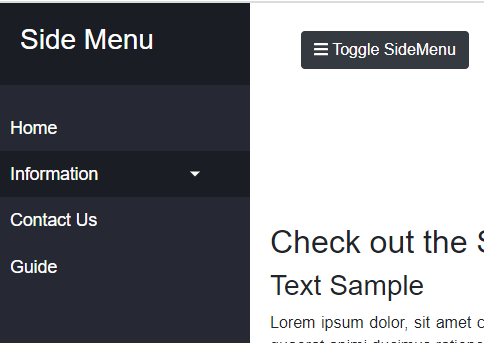 Side Menu
Toggle SideMenu
Home
Information
Contact Us
Guide
Check out the
Text Sample
Lorem ipsum dolor, sit amet